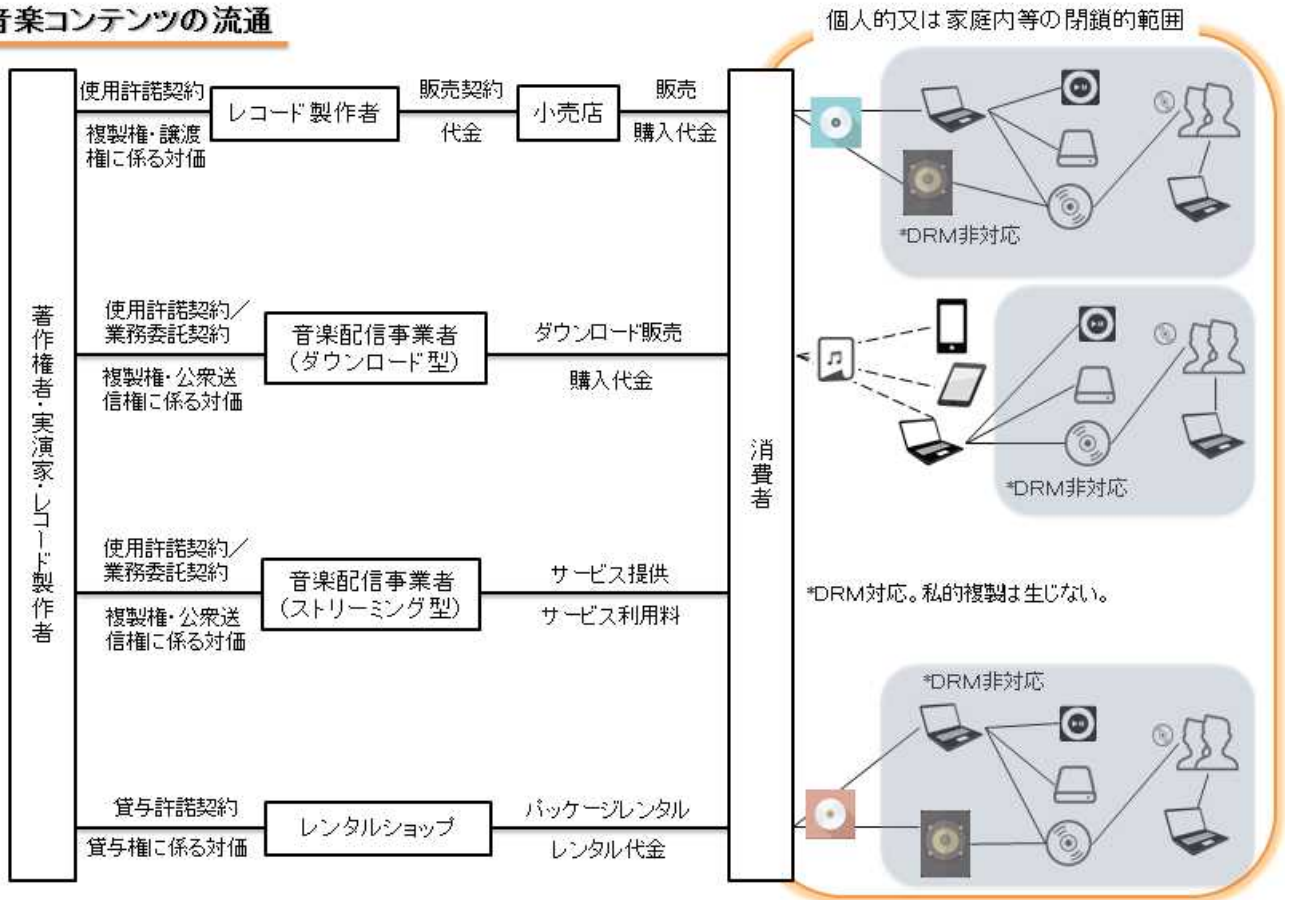 音楽コンテンツの流通
個人的又は家庭内等の閉鎖的範囲
使用許諾契約
複製権・譲渡
権に係る対価
レコード製作者
販売契約
代金
小売店
販売
購入代金
*DRM非対応
著作権者・実演家・レコード製作者
使用許諾契約／
業務委託契約
複製権・公衆送
信権に係る対価
音楽配信事業者
（ダウンロード型）
ダウンロード販売
購入代金
消費者
*DRM非対応
使用許諾契約／
業務委託契約
複製権・公衆送
信権に係る対価
音楽配信事業者
（ストリーミング型）
サービス提供
サービス利用料
*DRM対応。私的複製は生じない。
*DRM非対応
貸与許諾契約
貸与権に係る対価
レンタルショップ
パッケージレンタル
レンタル代金